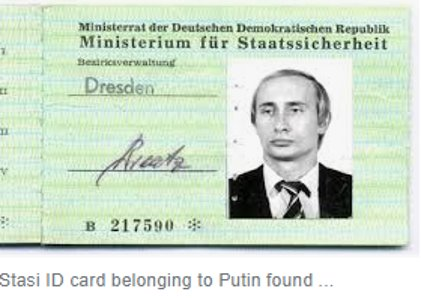 Ministerrat der Deutschen Demokratischen Republik
Ministerium für Staatssicherheit
Bezirksverwaltung
Dresden
B 217590 ✻
Stasi ID card belonging to Putin found ...